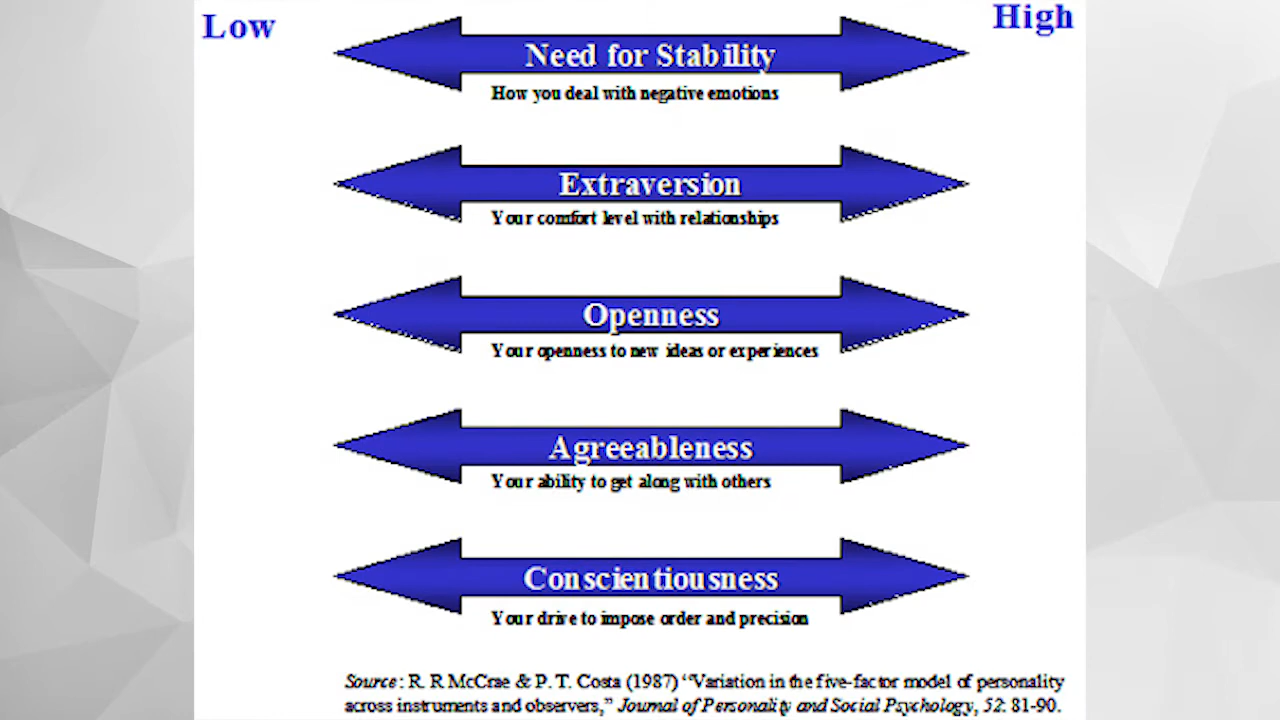 Low
High
Need for Stability
How you deal with negative emotions
Extraversion
Your comfort level with relationships
Openness
Your openness to new ideas or experiences
Agreeableness
Your ability to get along with others
Conscientiousness
Your drive to impose order and precision
Source: R. R McCrae & P. T. Costa (1987) “Variation in the five-factor model of personality
across instruments and observers,” Journal of Personality and Social Psychology, 52: 81-90.